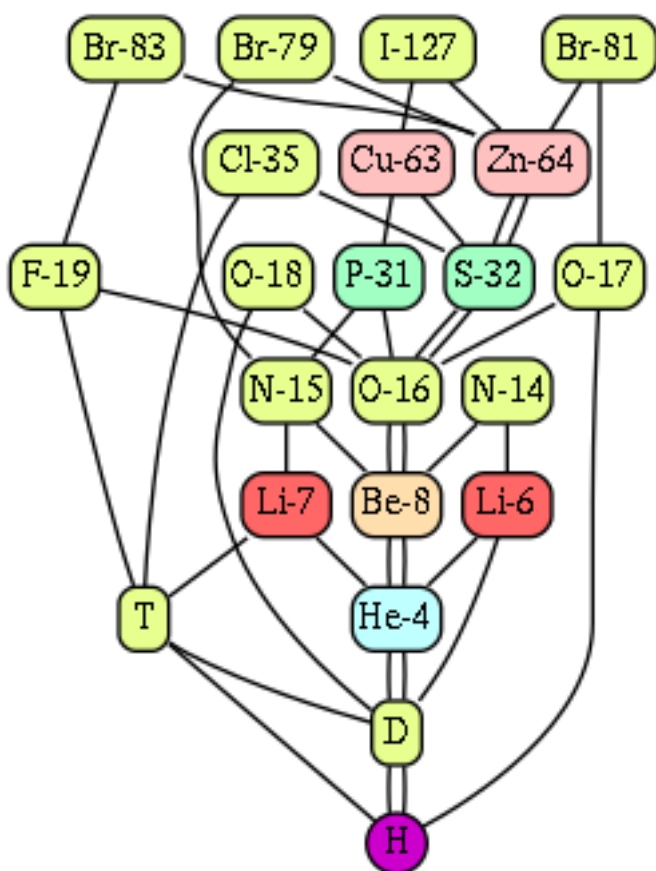 Br-83 Br-79 I-127 Br-81
Cl-35 Cu-63 Zn-64
F-19 O-18 P-31 S-32 O-17
N-15 O-16 N-14
Li-7 Be-8 Li-6
T He-4
D
H